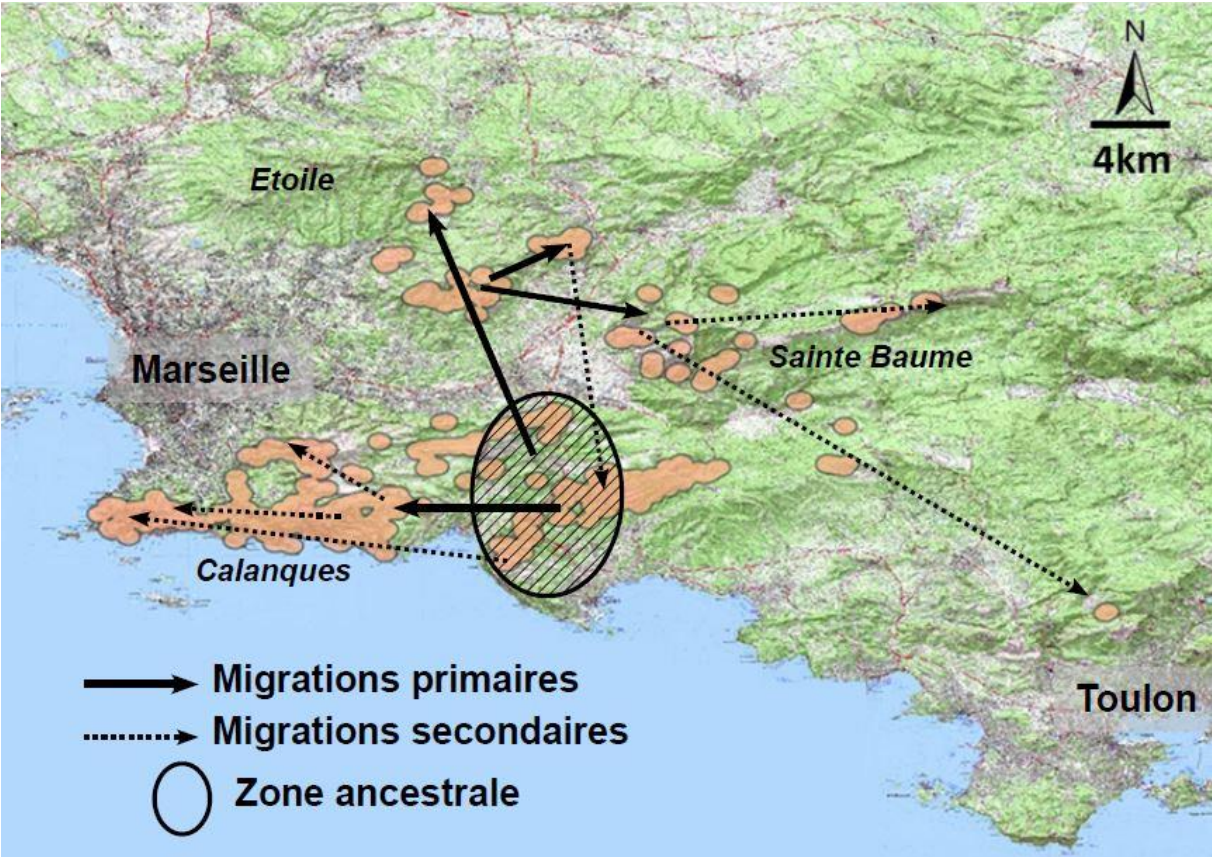 N
4km
Etoile
Marseille
Sainte Baume
Calanques
Migrations primaires
Toulon
Migrations secondaires
Zone ancestrale